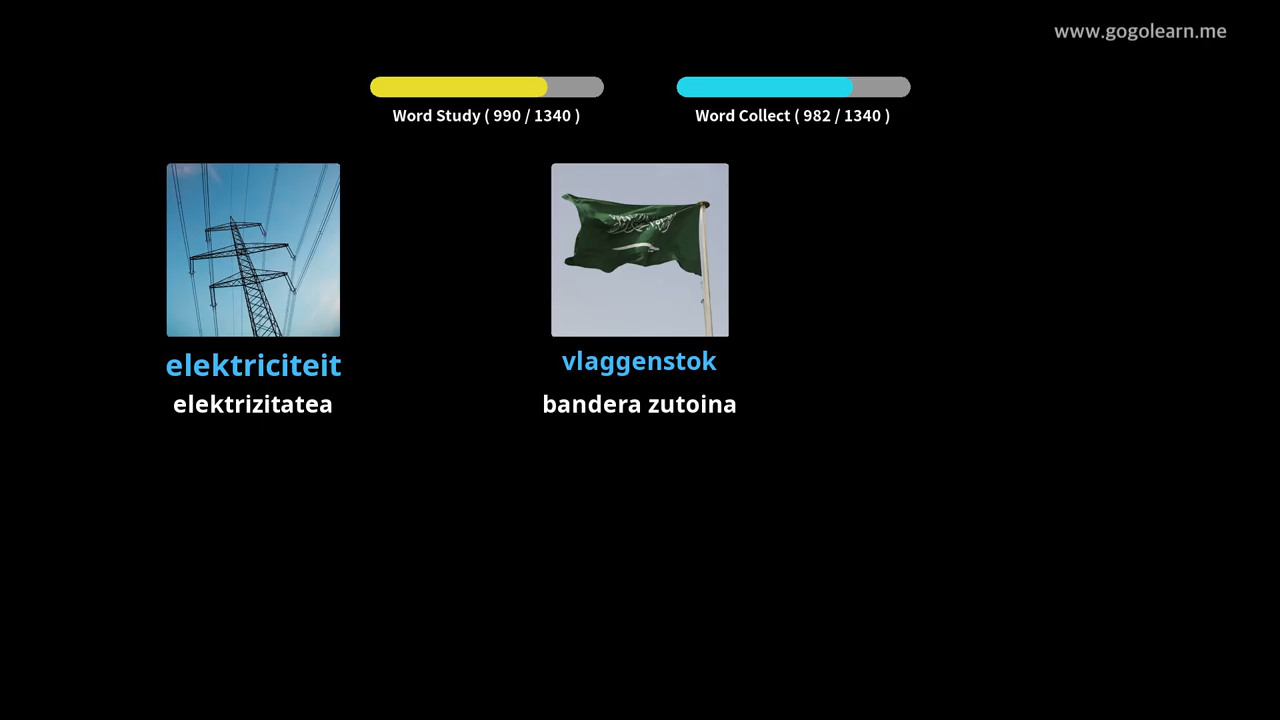 www.gogolearn.me
Word Study ( 990 / 1340 )
Word Collect ( 982 / 1340 )
elektriciteit
elektrizitatea
vlaggenstok
bandera zutoina